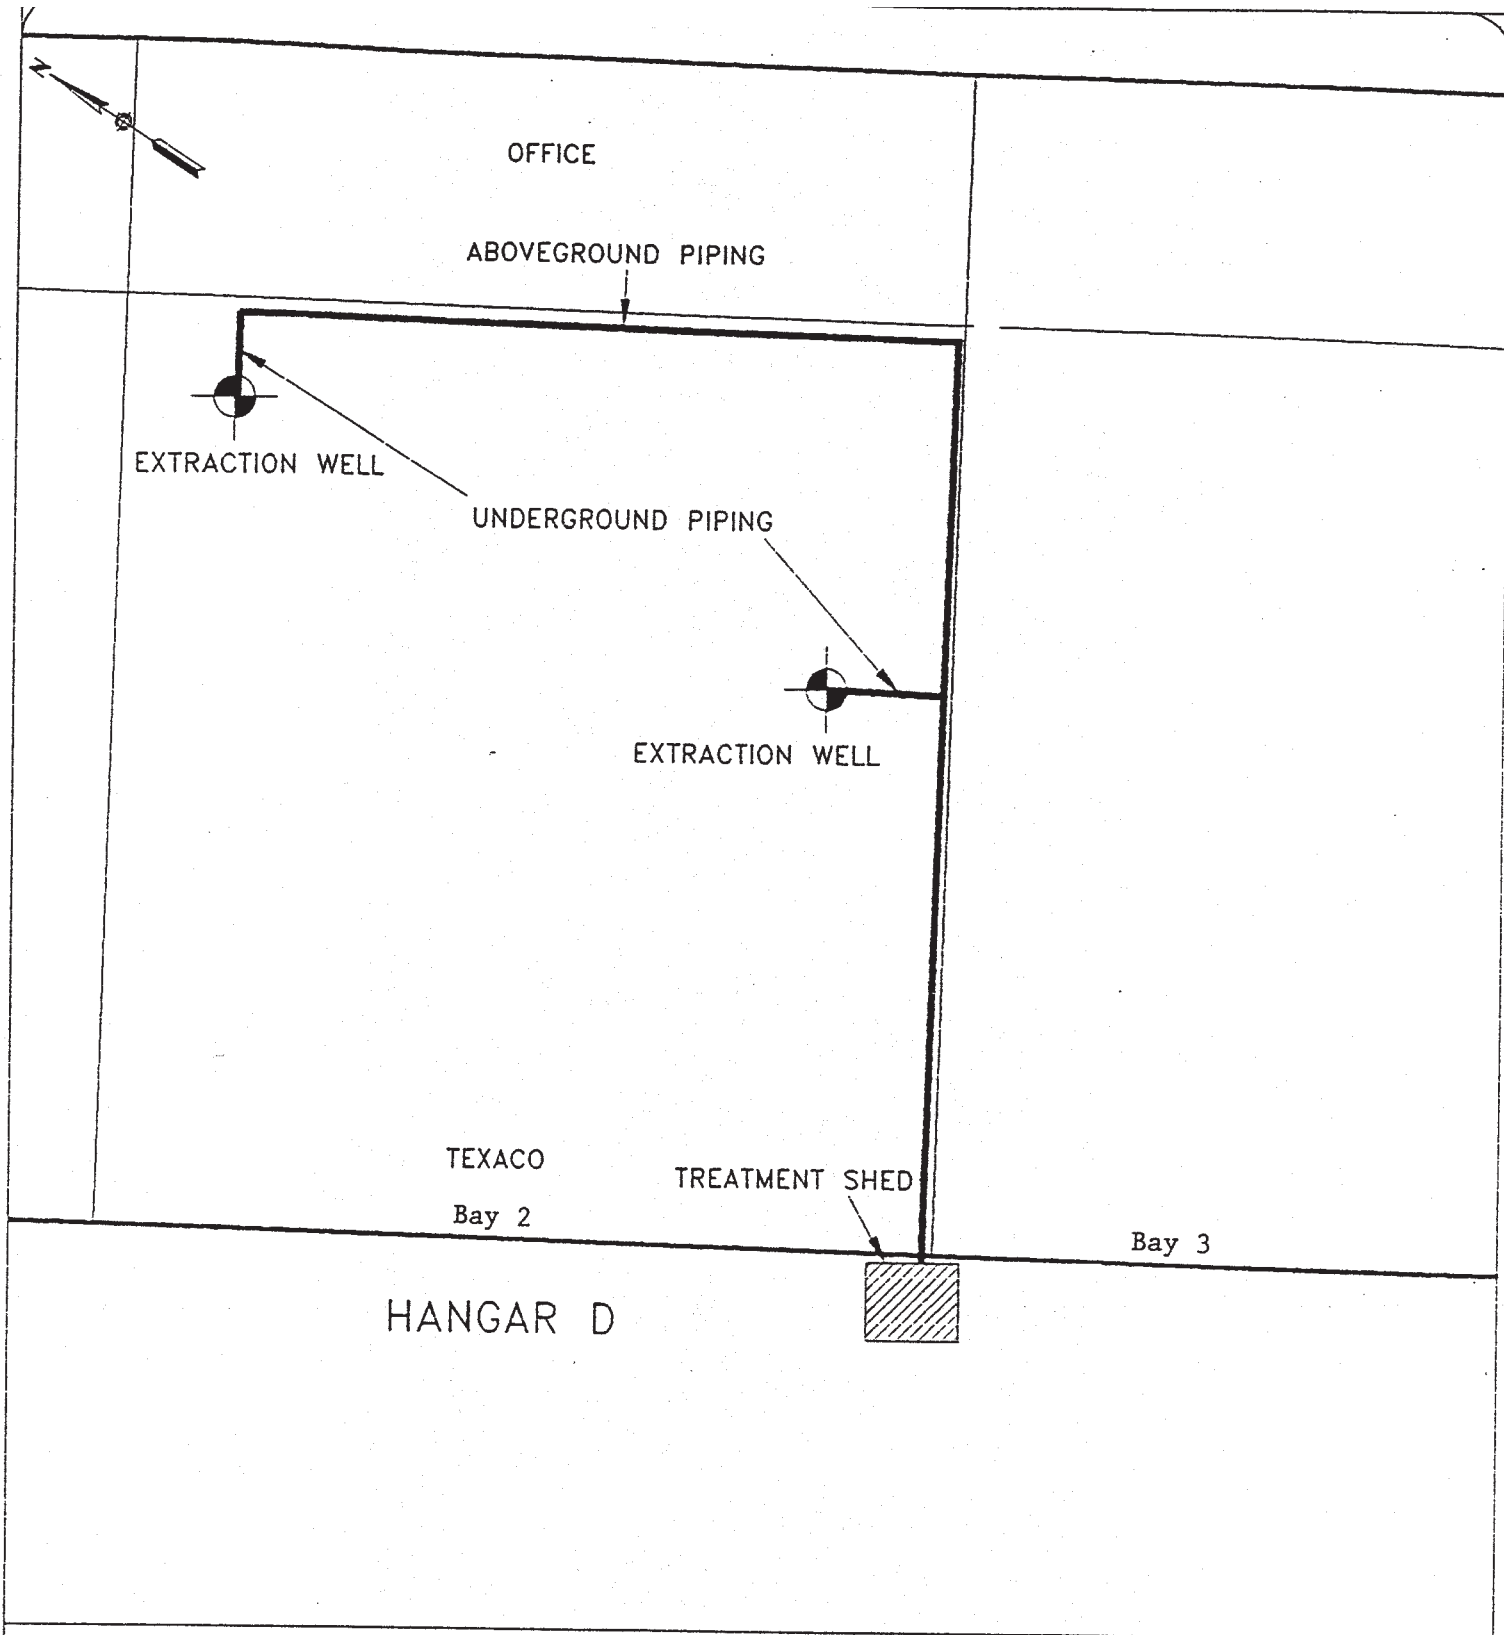 N
OFFICE
ABOVEGROUND PIPING
EXTRACTION WELL
UNDERGROUND PIPING
EXTRACTION WELL
TEXACO
TREATMENT SHED
Bay 2
Bay 3
HANGAR D